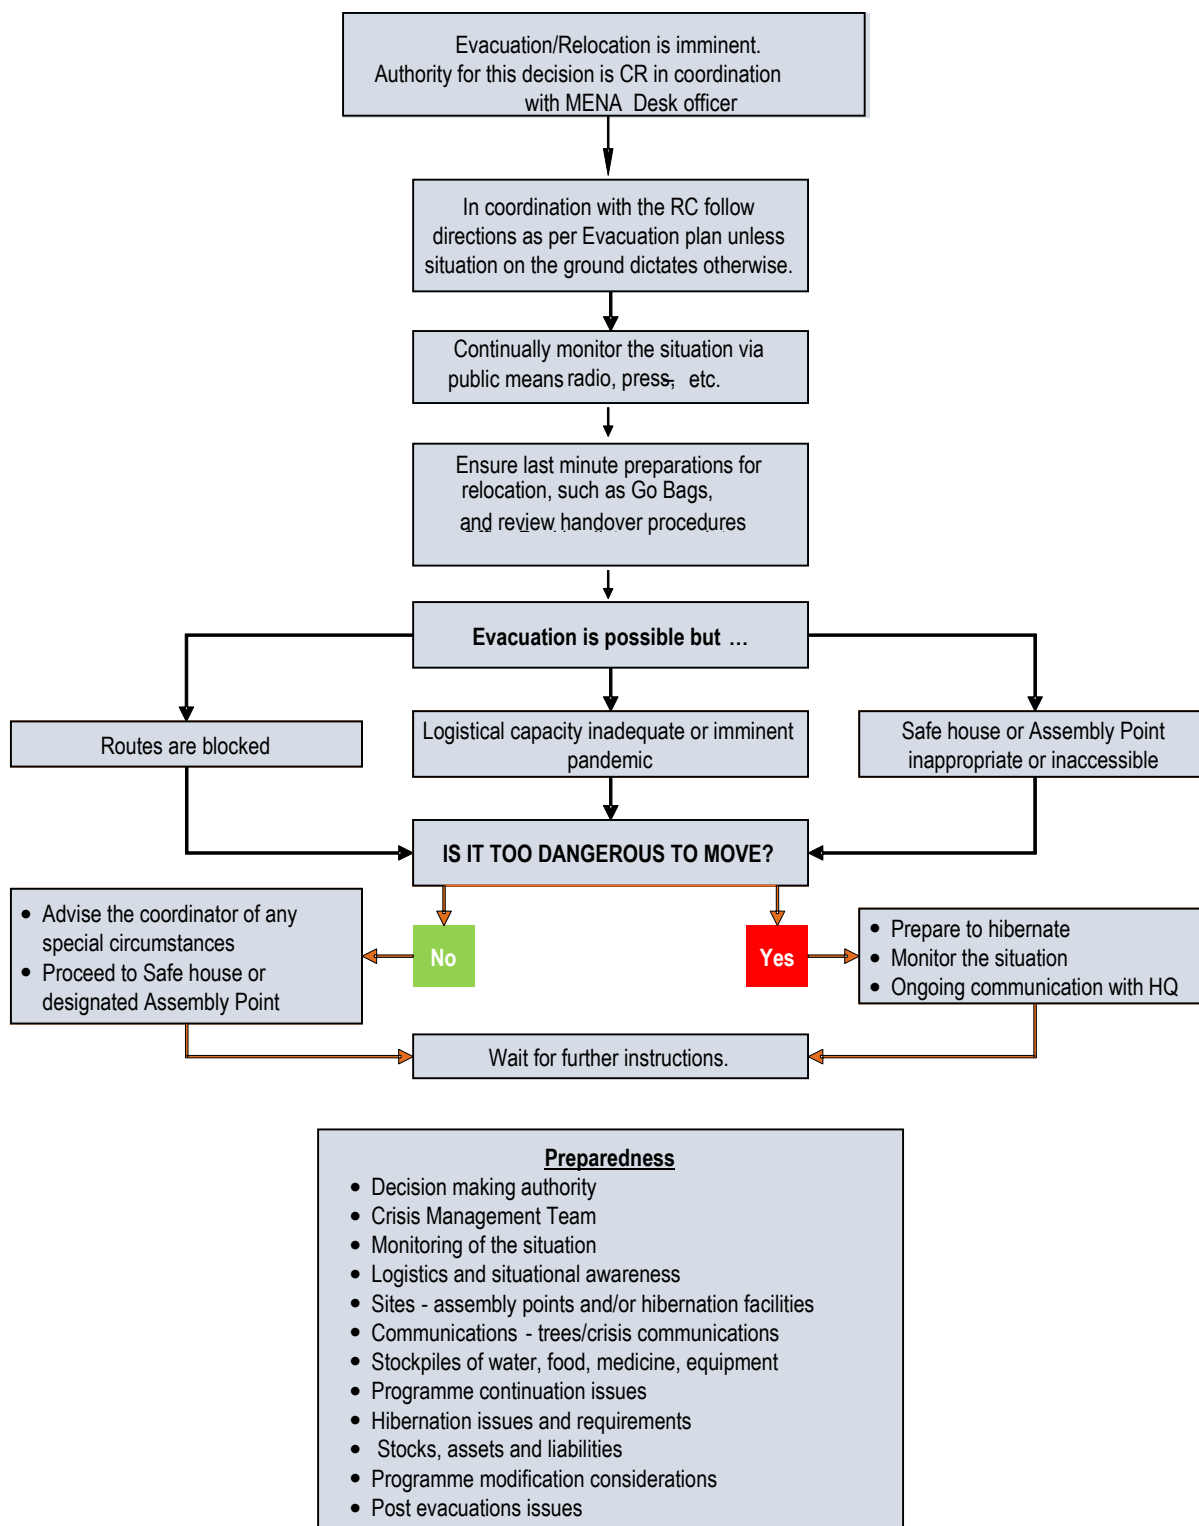 Evacuation/Relocation is imminent.
Authority for this decision is CR in coordination
with MENA Desk officer
In coordination with the RC follow
directions as per Evacuation plan unless
situation on the ground dictates otherwise.
Continually monitor the situation via
public means radio, press, etc.
Ensure last minute preparations for
relocation, such as Go Bags,
and review handover procedures
Evacuation is possible but ...
Routes are blocked
Logistical capacity inadequate or imminent
pandemic
Safe house or Assembly Point
inappropriate or inaccessible
IS IT TOO DANGEROUS TO MOVE?
• Advise the coordinator of any
special circumstances
• Proceed to Safe house or
designated Assembly Point
No
Yes
• Prepare to hibernate
• Monitor the situation
• Ongoing communication with HQ
Wait for further instructions.
Preparedness
• Decision making authority
• Crisis Management Team
• Monitoring of the situation
• Logistics and situational awareness
• Sites - assembly points and/or hibernation facilities
• Communications - trees/crisis communications
• Stockpiles of water, food, medicine, equipment
• Programme continuation issues
• Hibernation issues and requirements
• Stocks, assets and liabilities
• Programme modification considerations
• Post evacuations issues